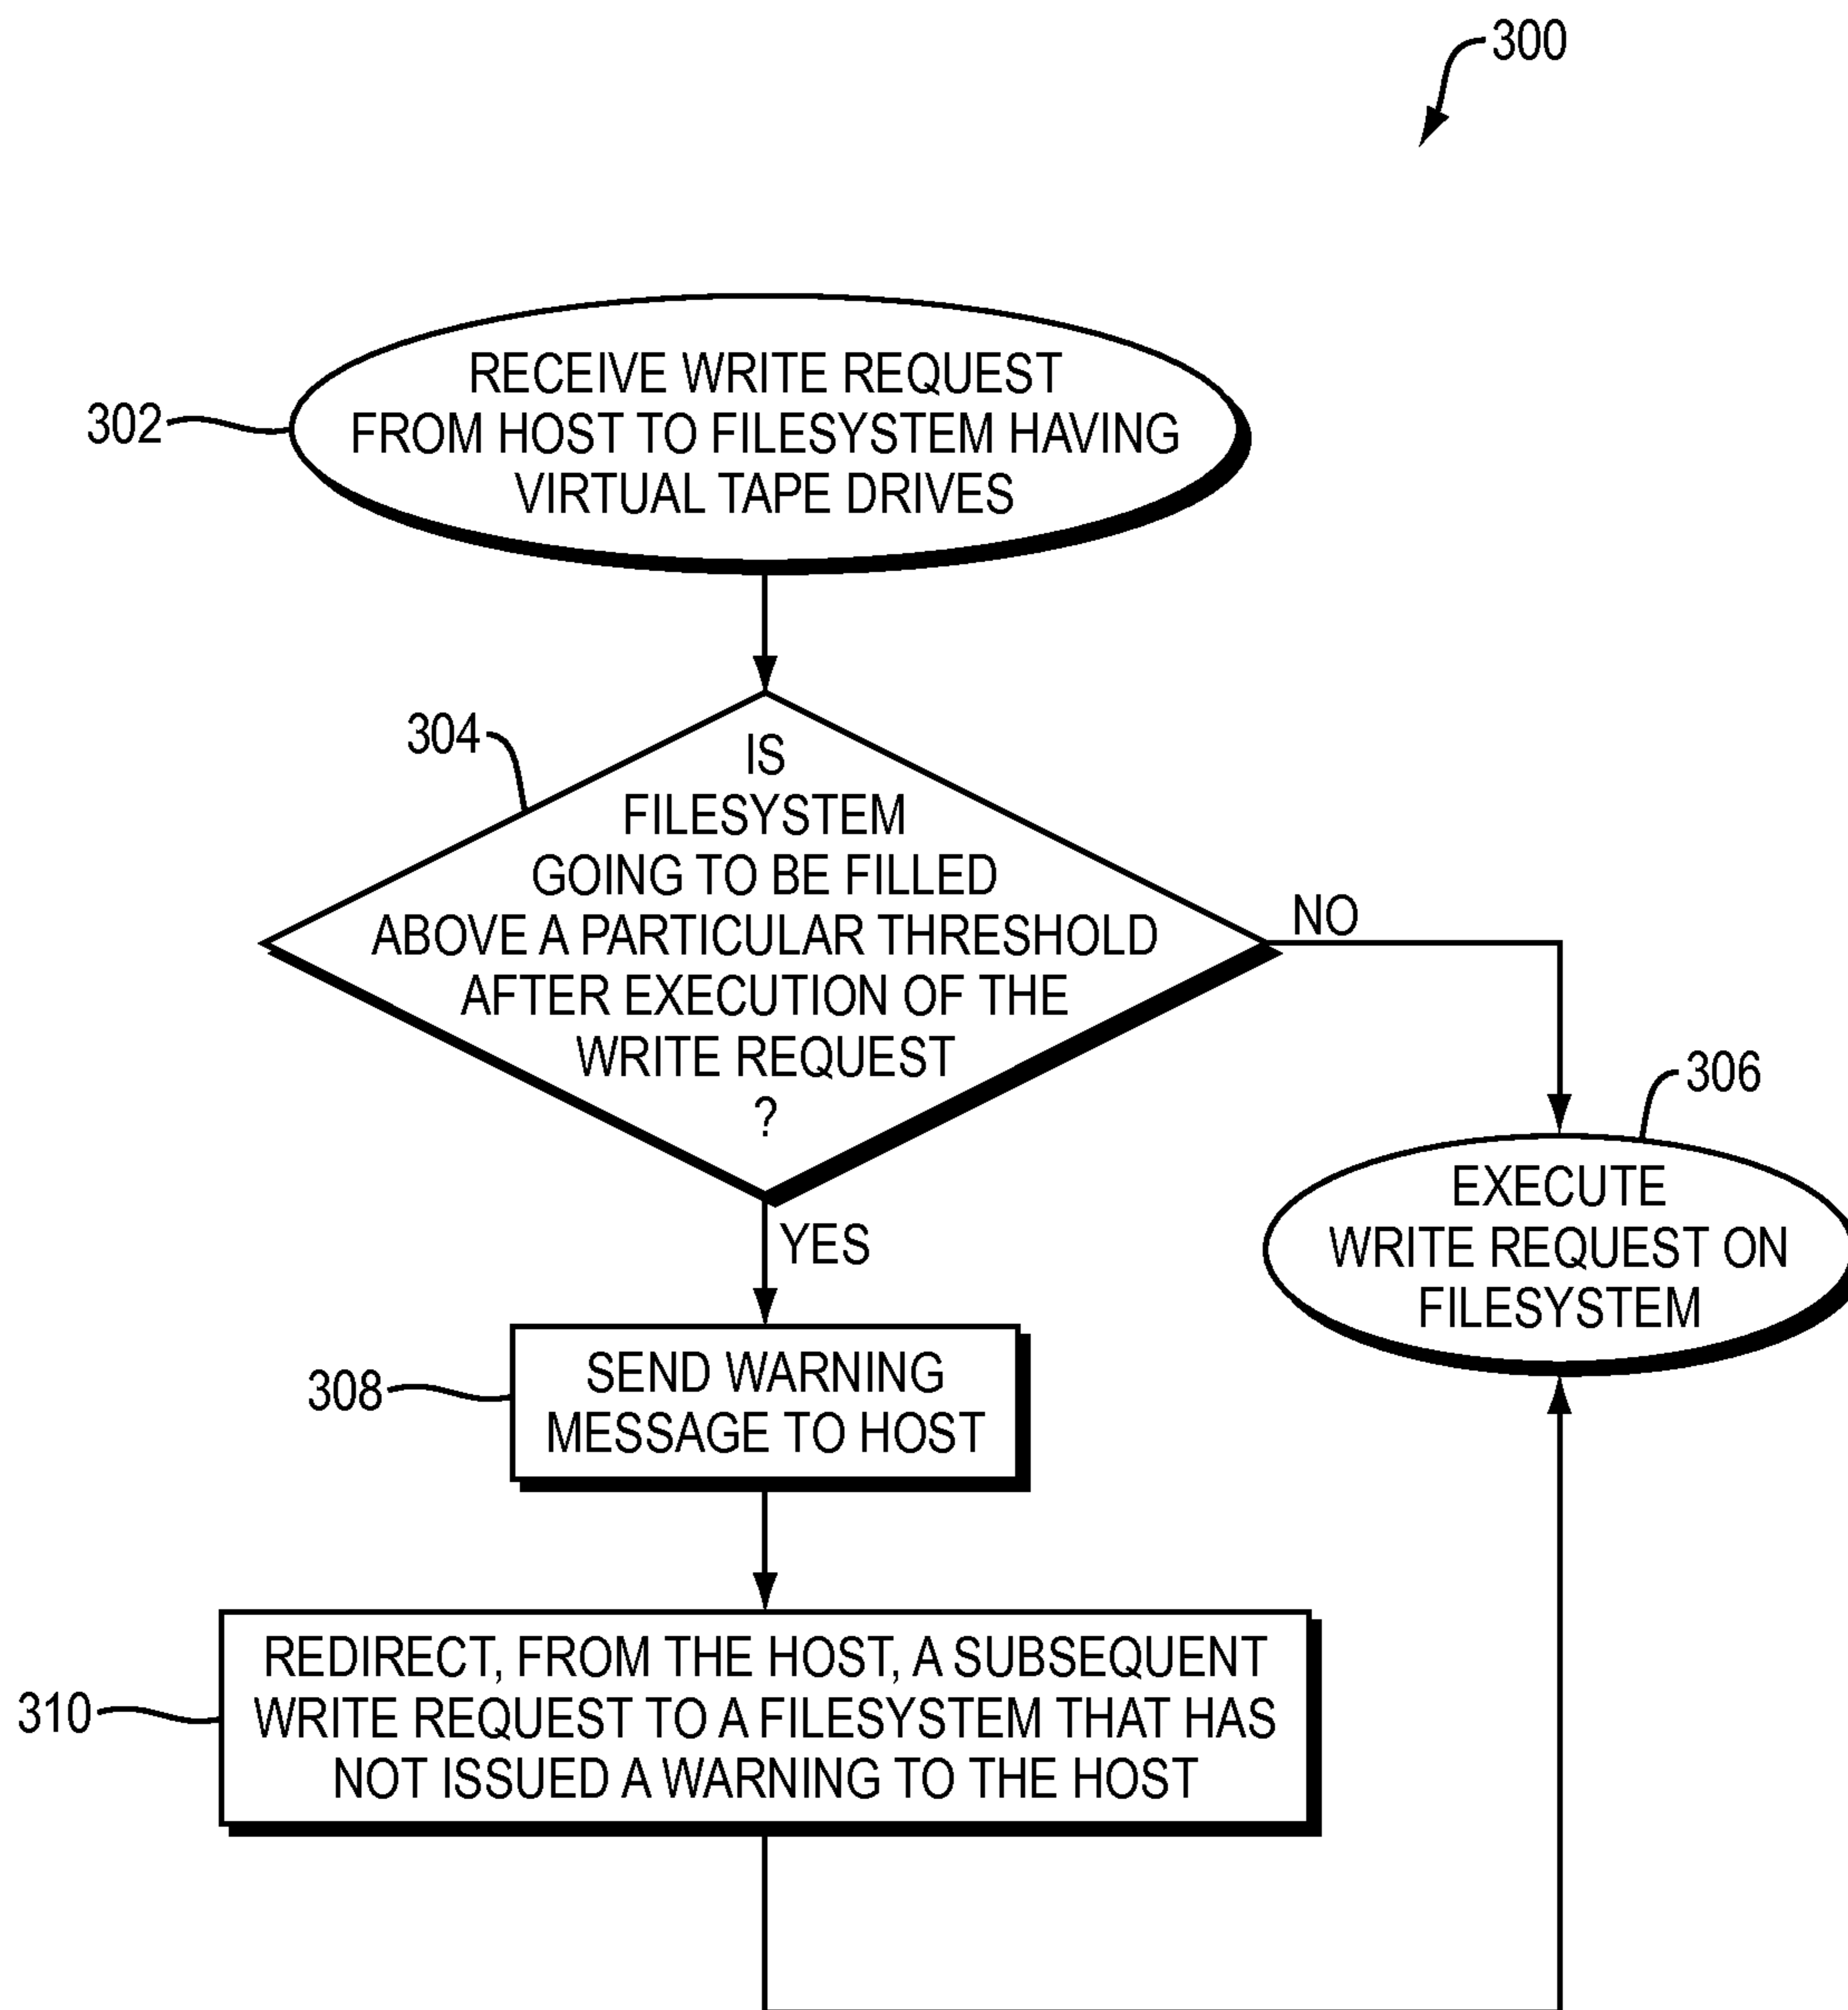 300
302
RECEIVE WRITE REQUEST
FROM HOST TO FILESYSTEM HAVING
VIRTUAL TAPE DRIVES
304
IS
FILESYSTEM
GOING TO BE FILLED
ABOVE A PARTICULAR THRESHOLD
AFTER EXECUTION OF THE
WRITE REQUEST
?
NO
YES
306
EXECUTE
WRITE REQUEST ON
FILESYSTEM
308
SEND WARNING
MESSAGE TO HOST
310
REDIRECT, FROM THE HOST, A SUBSEQUENT
WRITE REQUEST TO A FILESYSTEM THAT HAS
NOT ISSUED A WARNING TO THE HOST